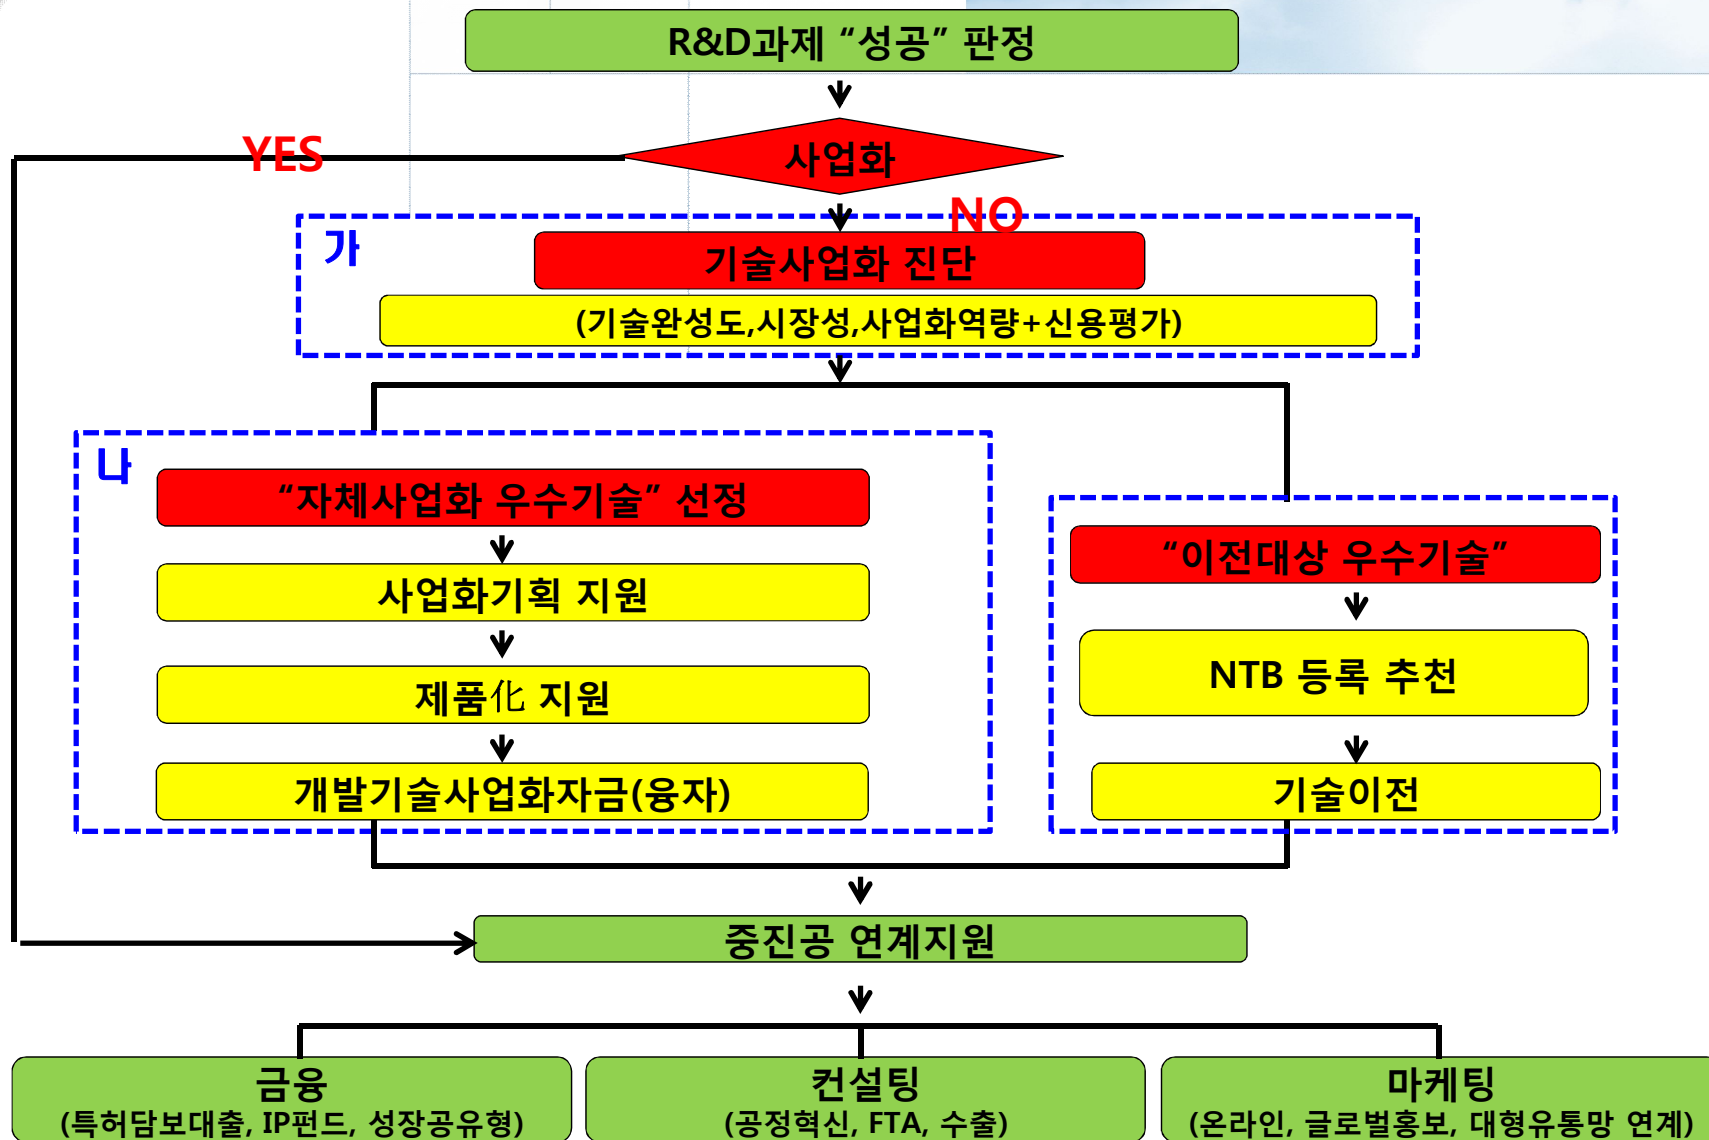 R&D과제 “성공” 판정
사업화
YES
NO
가
기술사업화 진단
(기술완성도,시장성,사업화역량+신용평가)
나
“자체사업화 우수기술” 선정
사업화기획 지원
제품化 지원
개발기술사업화자금(융자)
“이전대상 우수기술”
NTB 등록 추천
기술이전
중진공 연계지원
금융
(특허담보대출, IP펀드, 성장공유형)
컨설팅
(공정혁신, FTA, 수출)
마케팅
(온라인, 글로벌홍보, 대형유통망 연계)